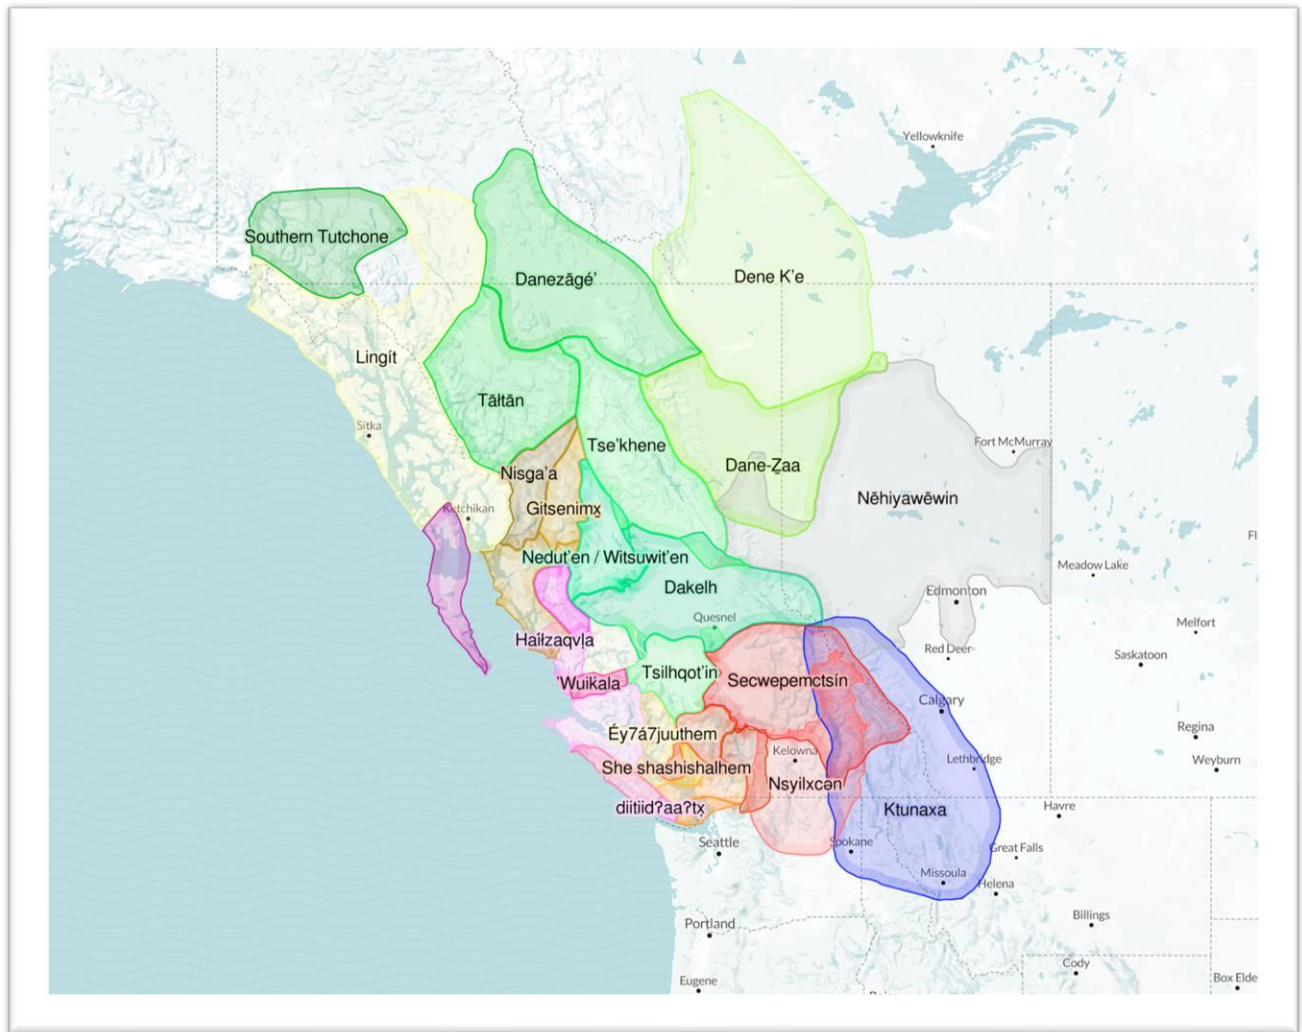 Yellowknife
Southern Tutchone
Danezāgé’
Dene K’e
Lingít
Tāłtān
Sitka
Tse’khene
Fort McMurray
Dane-Z̠aa
Nisg̱a’a
Nēhiyawēwin
Ketchikan
Gitsenimx̱
Nedut’en / Witsuwit’en
Meadow Lake
Dakelh
Edmonton
Quesnel
Melfort
Haíɫzaqvḷa
Red Deer
Saskatoon
Tsilhqot’in
Secwepemctsín
’Wuikala
Calgary
Regina
Éy7á7juuthem
Kelowna
Lethbridge
Weyburn
She shashishalhem
Nsyilxcən
diitiidʔaaʔtx̣
Ktunaxa
Havre
Seattle
Spokane
Great Falls
Missoula
Helena
Billings
Portland
Cody
Eugene
Box Elde